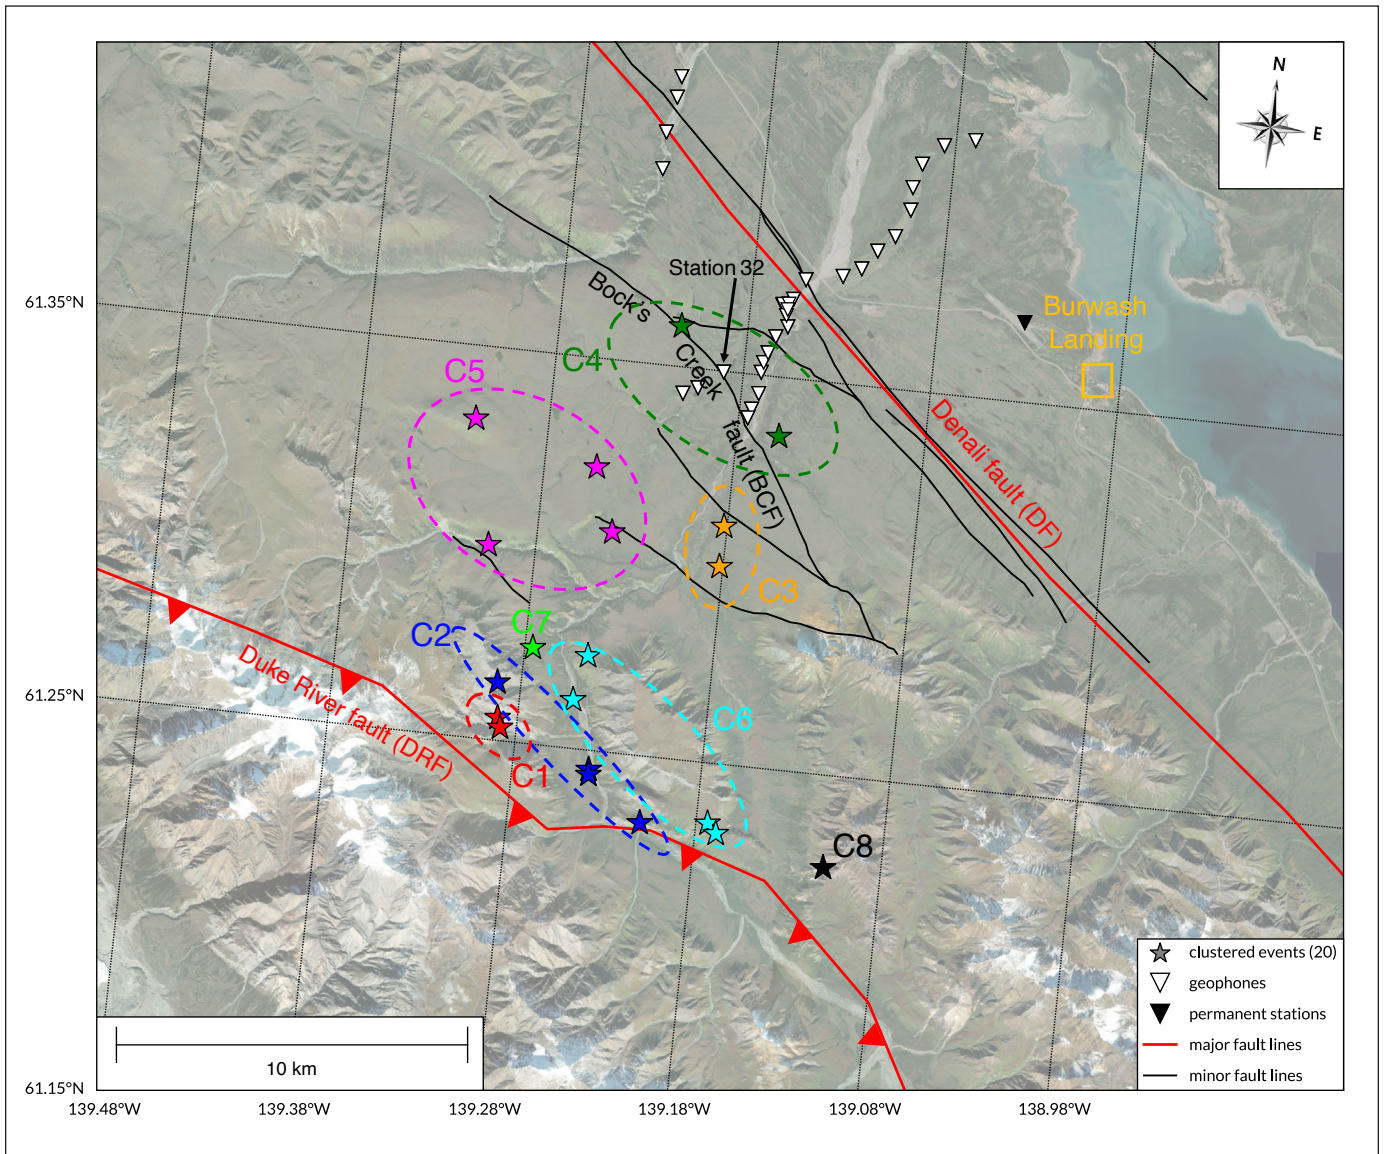 N
E
Station 32
Bock's
Creek
fault (BCF)
61.35°N
Burwash
Landing
C4
C5
Denali fault (DF)
C3
C7
C2
Duke River fault (DRF)
61.25°N
C6
C1
C8
clustered events (20)
geophones
permanent stations
major fault lines
minor fault lines
10 km
61.15°N
139.48°W
139.38°W
139.28°W
139.18°W
139.08°W
138.98°W